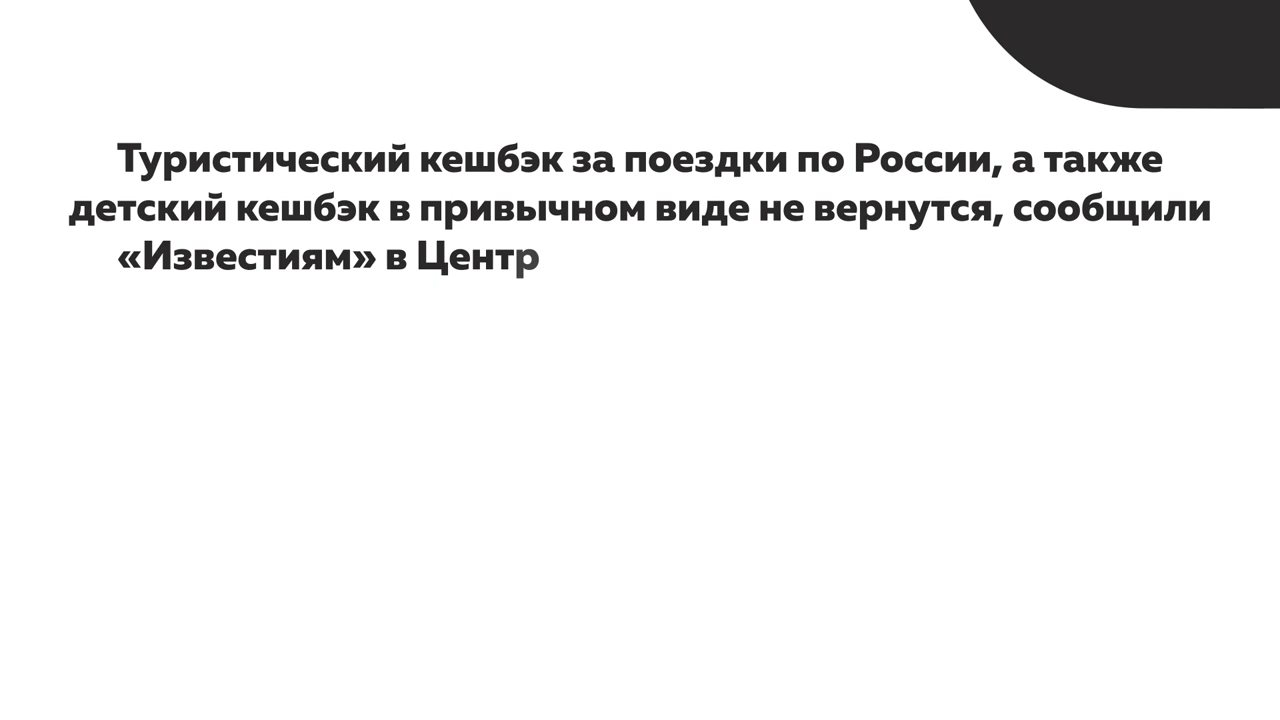 Туристический кешбэк за поездки по России, а также
детский кешбэк в привычном виде не вернутся, сообщили
«Известиям» в Центр